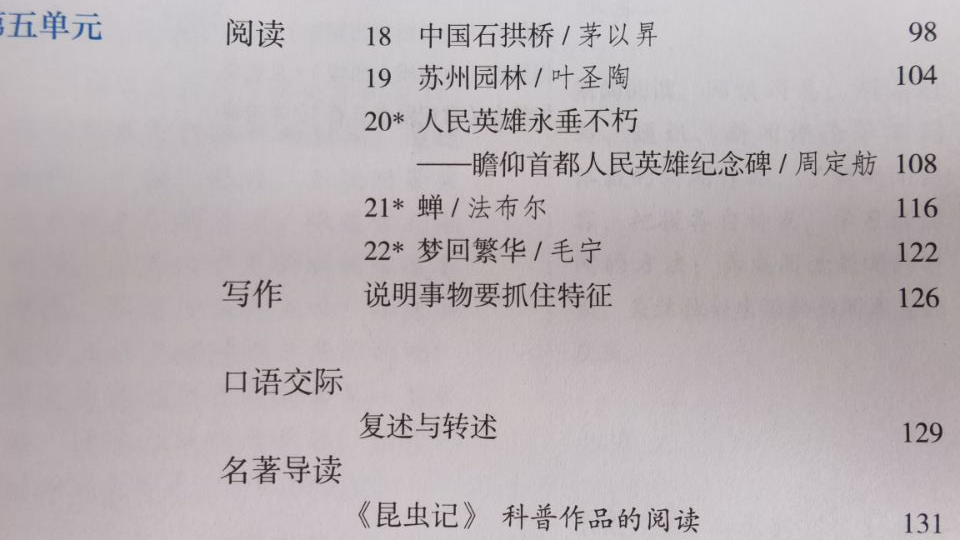 第五单元
阅读 18 中国石拱桥 / 茅以昇 98
19 苏州园林 / 叶圣陶 104
20* 人民英雄永垂不朽
——瞻仰首都人民英雄纪念碑 / 周定舫 108
21* 蝉 / 法布尔 116
22* 梦回繁华 / 毛宁 122
写作 说明事物要抓住特征 126
口语交际
复述与转述 129
名著导读
《昆虫记》 科普作品的阅读 131